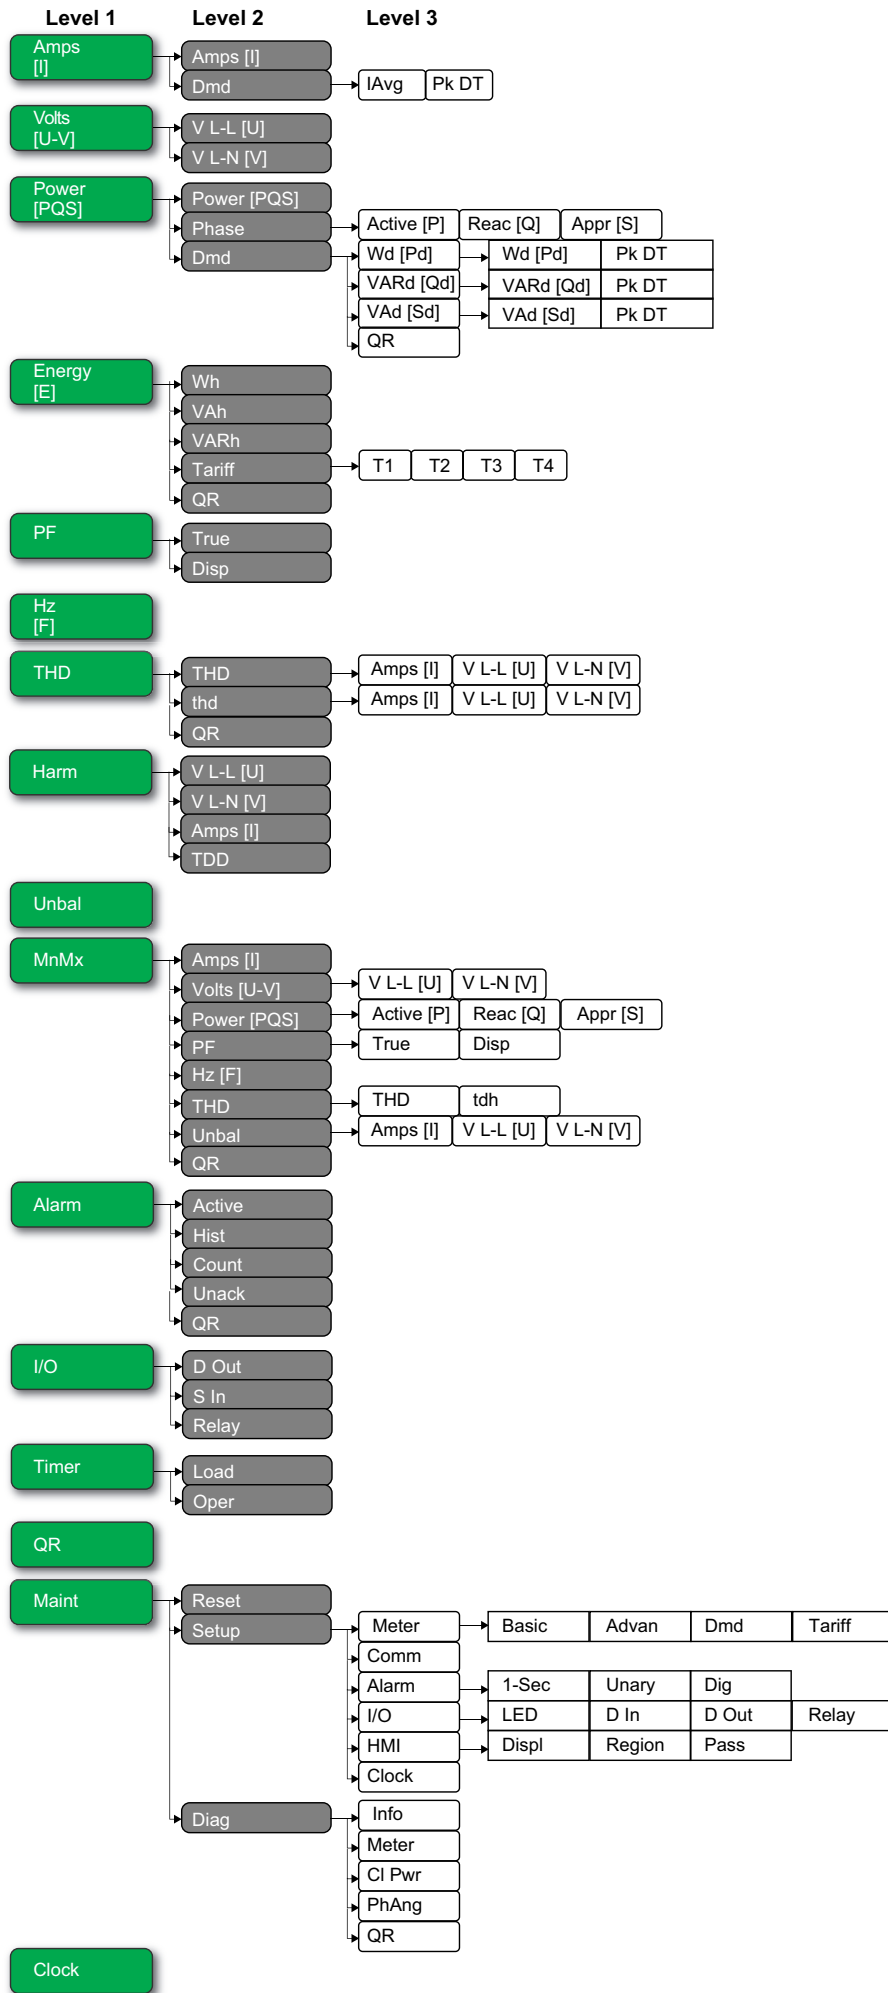 Level 1 Level 2 Level 3
Amps
[I]
Amps [I]
Dmd IAvg Pk DT
Volts
[U-V]
V L-L [U]
V L-N [V]
Power
[PQS]
Power [PQS]
Phase Active [P] Reac [Q] Appr [S]
Dmd Wd [Pd] Wd [Pd] Pk DT
VARd [Qd] VARd [Qd] Pk DT
VAd [Sd] VAd [Sd] Pk DT
QR
Energy
[E]
Wh
VAh
VARh
Tariff T1 T2 T3 T4
QR
PF True
Disp
Hz
[F]
THD THD Amps [I] V L-L [U] V L-N [V]
thd Amps [I] V L-L [U] V L-N [V]
QR
Harm V L-L [U]
V L-N [V]
Amps [I]
TDD
Unbal
MnMx Amps [I]
Volts [U-V] V L-L [U] V L-N [V]
Power [PQS] Active [P] Reac [Q] Appr [S]
PF True Disp
Hz [F]
THD THD tdh
Unbal Amps [I] V L-L [U] V L-N [V]
QR
Alarm Active
Hist
Count
Unack
QR
I/O D Out
S In
Relay
Timer Load
Oper
QR
Maint Reset
Setup Meter Basic Advan Dmd Tariff
Comm
Alarm 1-Sec Unary Dig
I/O LED D In D Out Relay
HMI Displ Region Pass
Clock
Diag Info
Meter
Cl Pwr
PhAng
QR
Clock